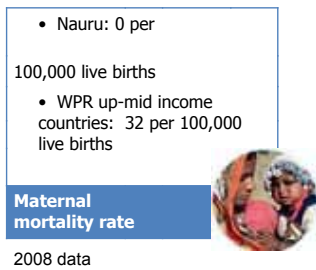 • Nauru: 0 per
100,000 live births
• WPR up-mid income
countries: 32 per 100,000
live births
Maternal
mortality rate
2008 data